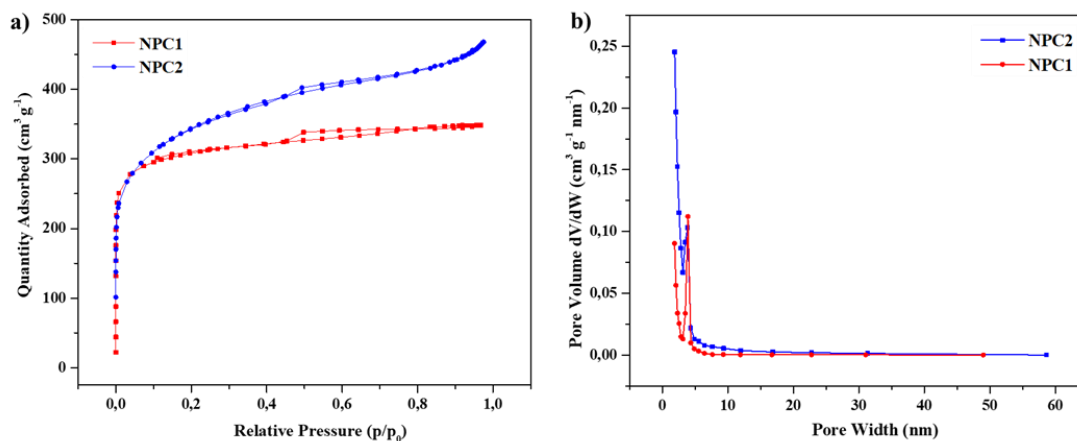 a)
NPC1
NPC2
Quantity Adsorbed (cm³ g⁻¹)
500
400
300
200
100
0
0,0 0,2 0,4 0,6 0,8 1,0
Relative Pressure (p/p₀)
b)
NPC2
NPC1
Pore Volume dV/dW (cm³ g⁻¹ nm⁻¹)
0,25
0,20
0,15
0,10
0,05
0,00
0 10 20 30 40 50 60
Pore Width (nm)